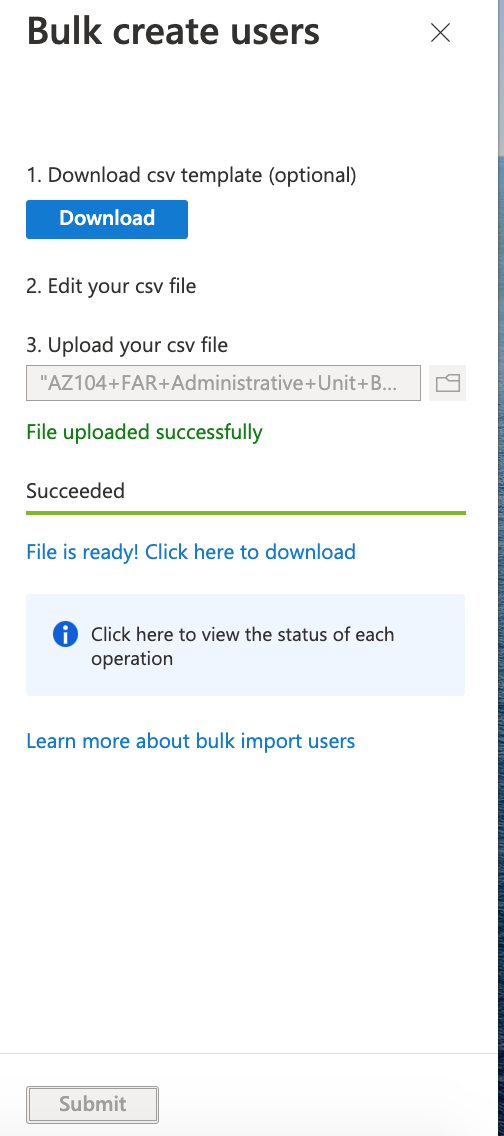 Bulk create users
1. Download csv template (optional)
Download
2. Edit your csv file
3. Upload your csv file
"AZ104+FAR+Administrative+Unit+B...
File uploaded successfully
Succeeded
File is ready! Click here to download
Click here to view the status of each
operation
Learn more about bulk import users
Submit